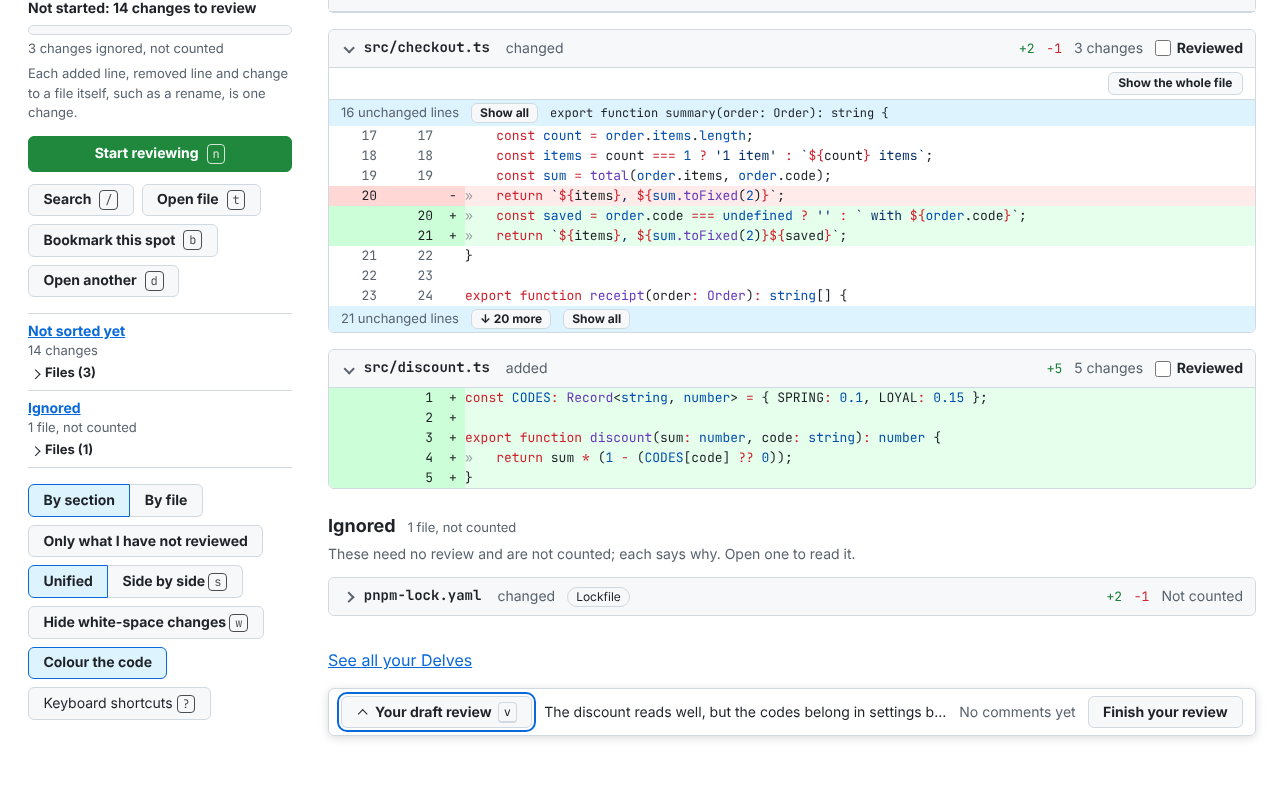 Not started: 14 changes to review
3 changes ignored, not counted
Each added line, removed line and change
to a file itself, such as a rename, is one
change.
Start reviewing n
Search / Open file t
Bookmark this spot b
Open another d
Not sorted yet
14 changes
Files (3)
Ignored
1 file, not counted
Files (1)
By section By file
Only what I have not reviewed
Unified Side by side s
Hide white-space changes w
Colour the code
Keyboard shortcuts ?
src/checkout.ts changed +2 -1 3 changes Reviewed
Show the whole file
16 unchanged lines Show all export function summary(order: Order): string {
17 17 const count = order.items.length;
18 18 const items = count === 1 ? '1 item' : `${count} items`;
19 19 const sum = total(order.items, order.code);
20 - » return `${items}, ${sum.toFixed(2)}`;
20 + » const saved = order.code === undefined ? '' : ` with ${order.code}`;
21 + » return `${items}, ${sum.toFixed(2)}${saved}`;
21 22 }
22 23
23 24 export function receipt(order: Order): string[] {
21 unchanged lines ↓ 20 more Show all
src/discount.ts added +5 5 changes Reviewed
1 + const CODES: Record<string, number> = { SPRING: 0.1, LOYAL: 0.15 };
2 +
3 + export function discount(sum: number, code: string): number {
4 + » return sum * (1 - (CODES[code] ?? 0));
5 + }
Ignored 1 file, not counted
These need no review and are not counted; each says why. Open one to read it.
pnpm-lock.yaml changed Lockfile +2 -1 Not counted
See all your Delves
Your draft review v The discount reads well, but the codes belong in settings b... No comments yet Finish your review